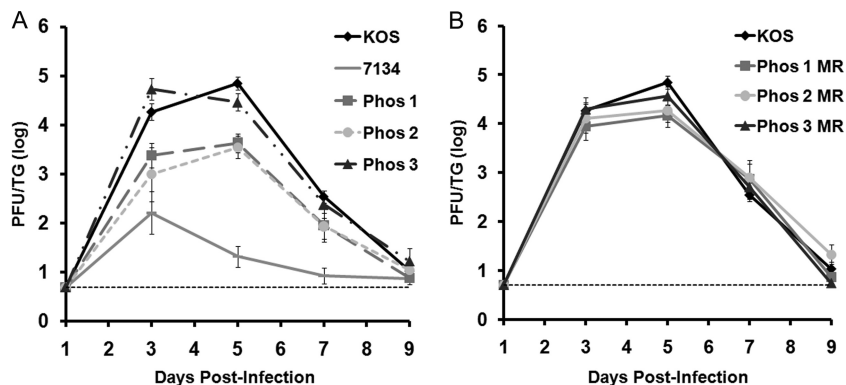 A
PFU/TG (log)
6
5
4
3
2
1
0
1 2 3 4 5 6 7 8 9
Days Post-Infection
KOS
7134
Phos 1
Phos 2
Phos 3
B
PFU/TG (log)
6
5
4
3
2
1
0
1 2 3 4 5 6 7 8 9
Days Post-Infection
KOS
Phos 1 MR
Phos 2 MR
Phos 3 MR